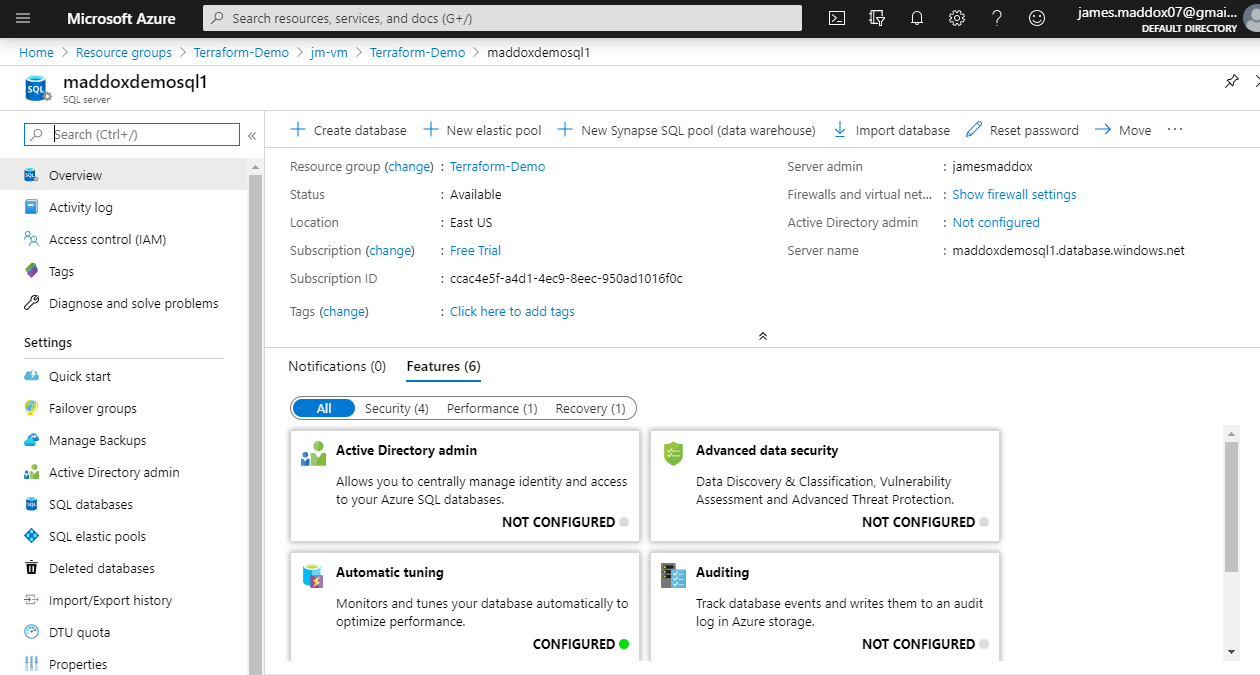 Microsoft Azure
Search resources, services, and docs (G+/)
james.maddox07@gmai...
DEFAULT DIRECTORY
Home > Resource groups > Terraform-Demo > jm-vm > Terraform-Demo > maddoxdemosql1
SQL
maddoxdemosql1
SQL server
Search (Ctrl+/)
«
Overview
Activity log
Access control (IAM)
Tags
Diagnose and solve problems
Settings
Quick start
Failover groups
Manage Backups
Active Directory admin
SQL databases
SQL elastic pools
Deleted databases
Import/Export history
DTU quota
Properties
Create database
New elastic pool
New Synapse SQL pool (data warehouse)
Import database
Reset password
Move
...
Resource group (change) : Terraform-Demo
Status : Available
Location : East US
Subscription (change) : Free Trial
Subscription ID : ccac4e5f-a4d1-4ec9-8eec-950ad1016f0c
Tags (change) : Click here to add tags
Server admin : jamesmaddox
Firewalls and virtual net... : Show firewall settings
Active Directory admin : Not configured
Server name : maddoxdemosql1.database.windows.net
Notifications (0) Features (6)
All Security (4) Performance (1) Recovery (1)
Active Directory admin
Allows you to centrally manage identity and access
to your Azure SQL databases.
NOT CONFIGURED
Advanced data security
Data Discovery & Classification, Vulnerability
Assessment and Advanced Threat Protection.
NOT CONFIGURED
Automatic tuning
Monitors and tunes your database automatically to
optimize performance.
CONFIGURED
Auditing
Track database events and writes them to an audit
log in Azure storage.
NOT CONFIGURED